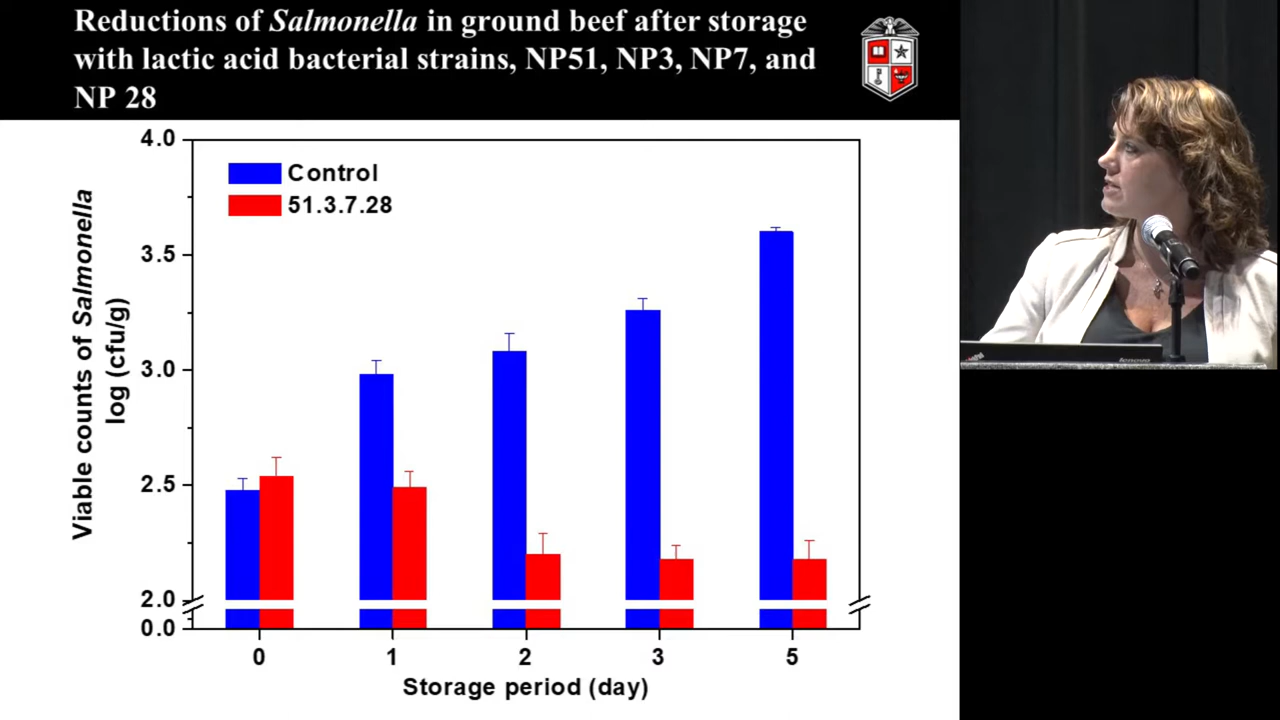 Reductions of Salmonella in ground beef after storage
with lactic acid bacterial strains, NP51, NP3, NP7, and
NP 28
4.0
3.5
3.0
2.5
2.0
0.0
Viable counts of Salmonella
log (cfu/g)
Control
51.3.7.28
0 1 2 3 5
Storage period (day)
lenovo